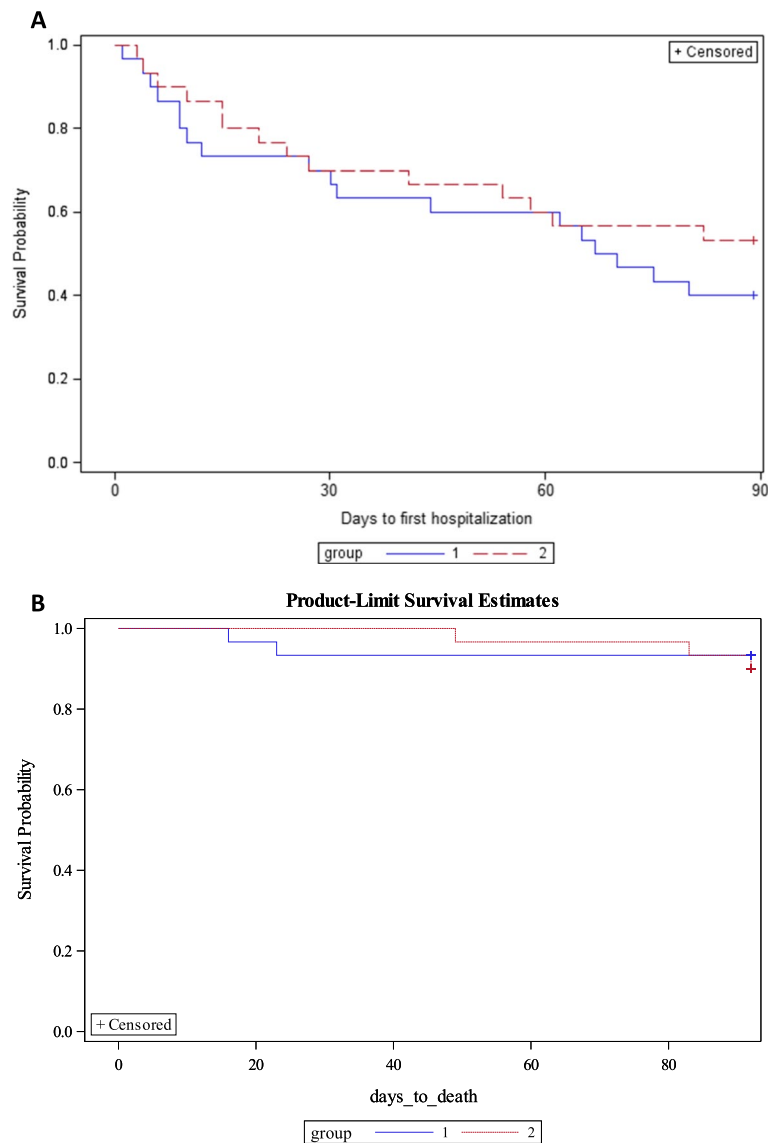 A
+ Censored
1.0
0.8
0.6
0.4
0.2
0.0
Survival Probability
0 30 60 90
Days to first hospitalization
group 1 2
B
Product-Limit Survival Estimates
1.0
0.8
0.6
0.4
0.2
0.0
Survival Probability
+ Censored
0 20 40 60 80
days_to_death
group 1 2